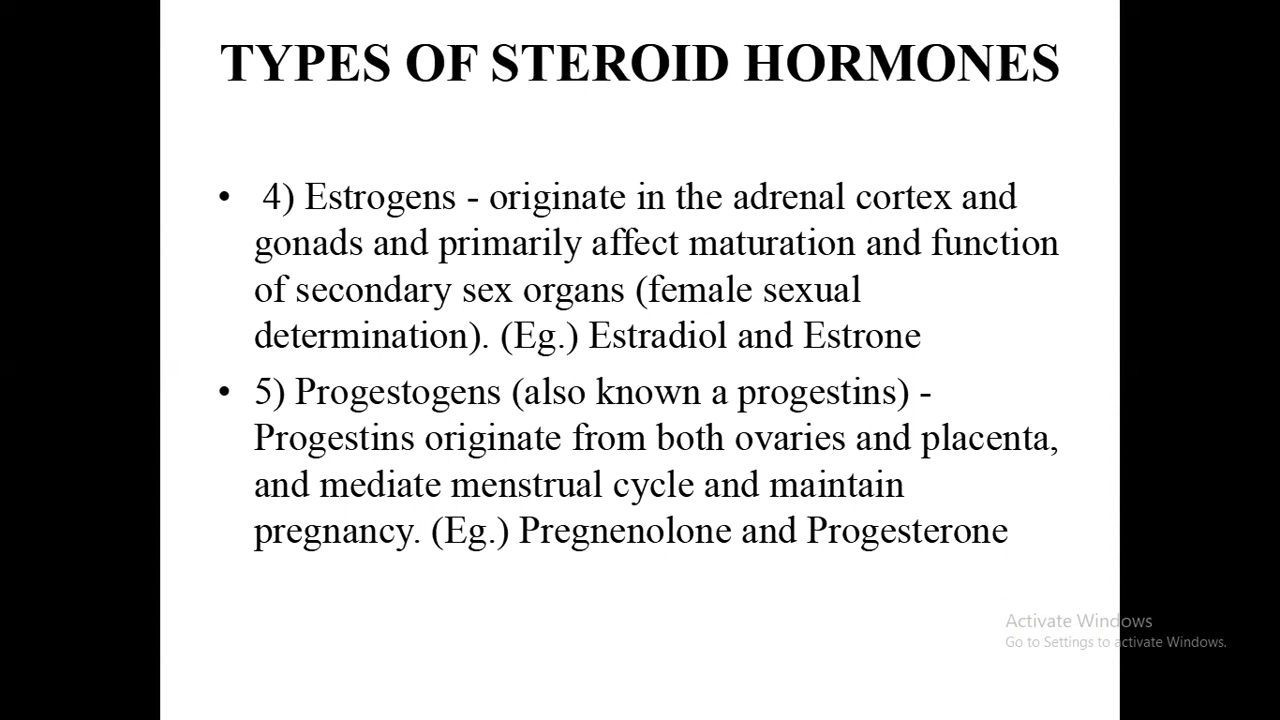 TYPES OF STEROID HORMONES
• 4) Estrogens - originate in the adrenal cortex and
gonads and primarily affect maturation and function
of secondary sex organs (female sexual
determination). (Eg.) Estradiol and Estrone
• 5) Progestogens (also known a progestins) -
Progestins originate from both ovaries and placenta,
and mediate menstrual cycle and maintain
pregnancy. (Eg.) Pregnenolone and Progesterone
Activate Windows
Go to Settings to activate Windows.